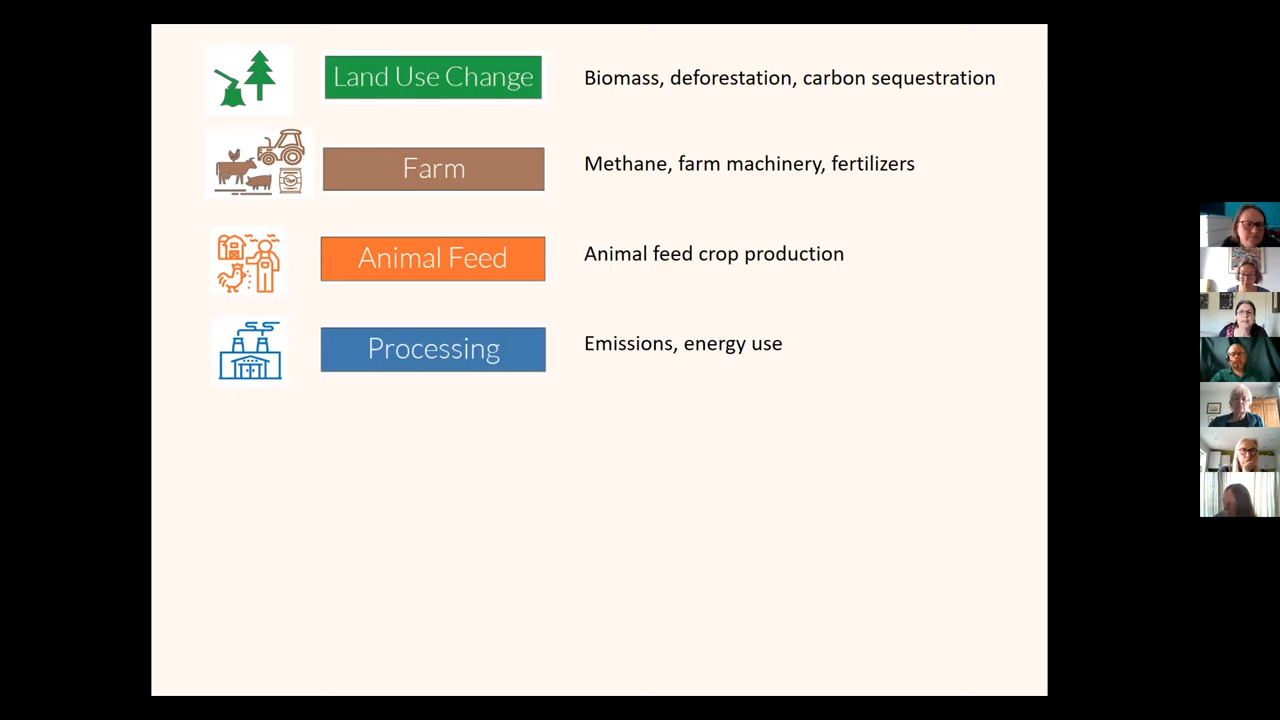 Land Use Change Biomass, deforestation, carbon sequestration
Farm Methane, farm machinery, fertilizers
Animal Feed Animal feed crop production
Processing Emissions, energy use